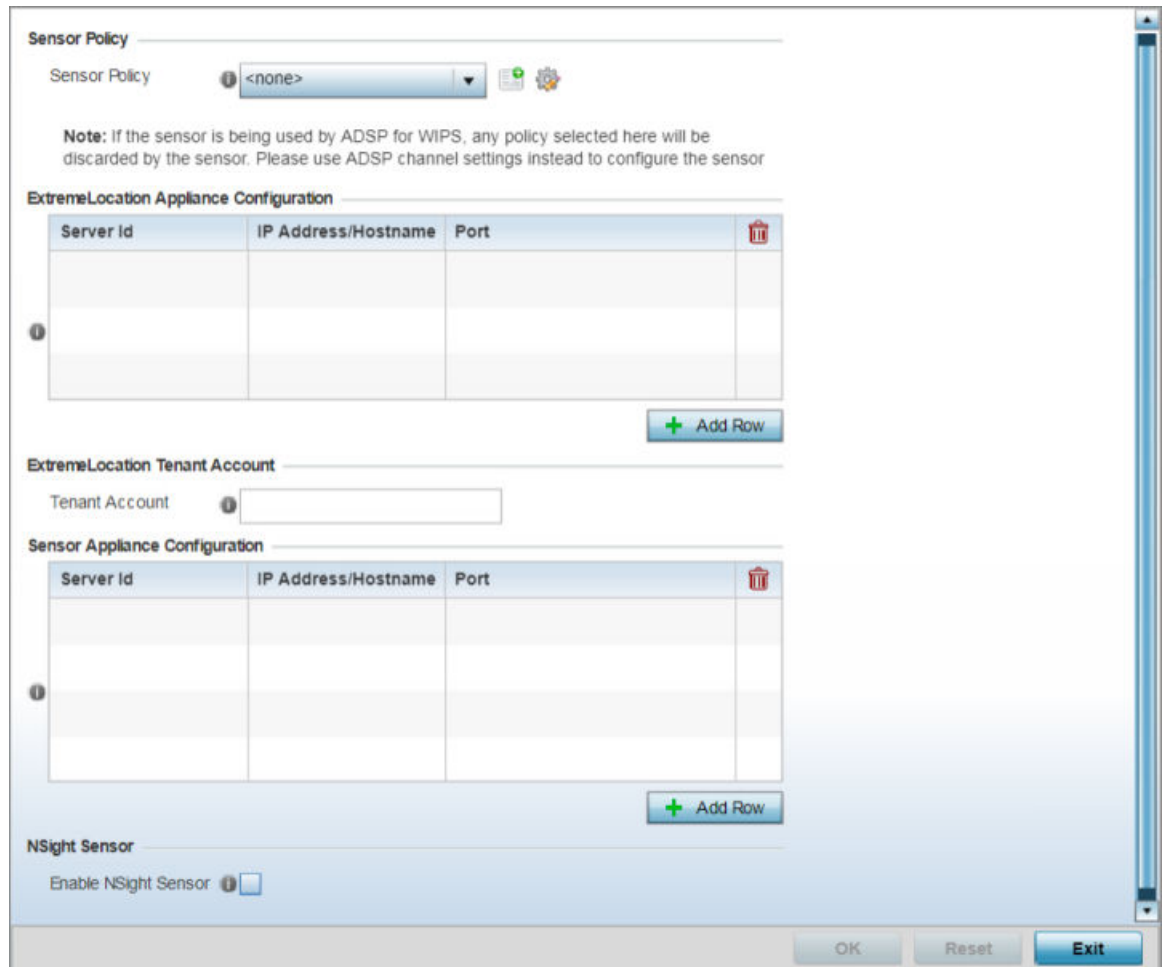 Sensor Policy
Sensor Policy <none>
Note: If the sensor is being used by ADSP for WIPS, any policy selected here will be
discarded by the sensor. Please use ADSP channel settings instead to configure the sensor
ExtremeLocation Appliance Configuration
Server Id IP Address/Hostname Port
Add Row
ExtremeLocation Tenant Account
Tenant Account
Sensor Appliance Configuration
Server Id IP Address/Hostname Port
Add Row
NSight Sensor
Enable NSight Sensor
OK Reset Exit